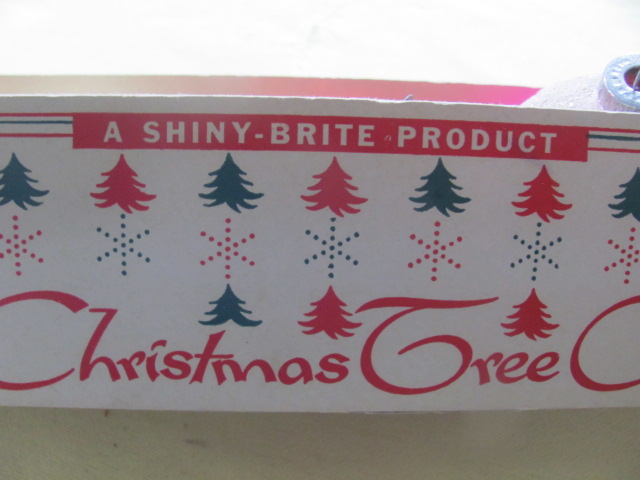 A SHINY-BRITE PRODUCT
Christmas Tree